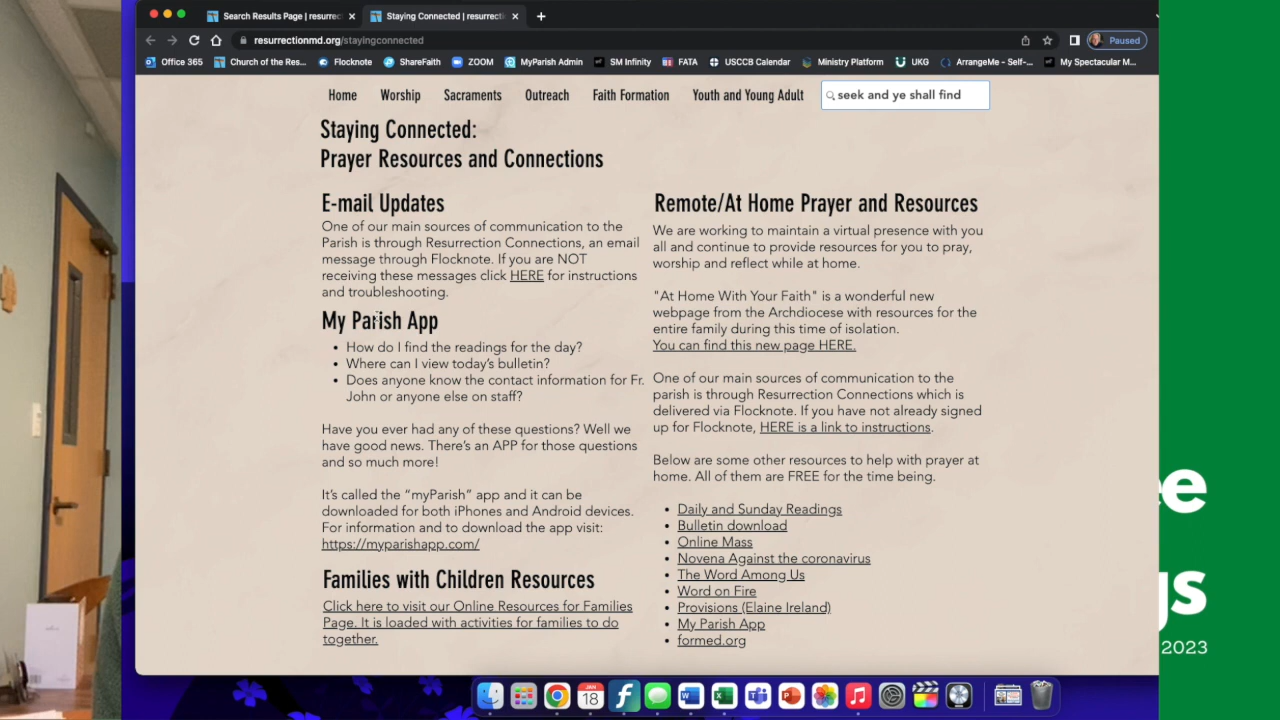 Search Results Page | resurrec
Staying Connected | resurrecti
resurrectionmd.org/stayingconnected
Paused
Office 365
Church of the Res...
Flocknote
ShareFaith
ZOOM
MyParish Admin
SM Infinity
FATA
USCCB Calendar
Ministry Platform
UKG
ArrangeMe - Self-...
My Spectacular M...
Home
Worship
Sacraments
Outreach
Faith Formation
Youth and Young Adult
seek and ye shall find
Staying Connected:
Prayer Resources and Connections
E-mail Updates
One of our main sources of communication to the
Parish is through Resurrection Connections, an email
message through Flocknote. If you are NOT
receiving these messages click HERE for instructions
and troubleshooting.
My Parish App
• How do I find the readings for the day?
• Where can I view today's bulletin?
• Does anyone know the contact information for Fr.
John or anyone else on staff?
Have you ever had any of these questions? Well we
have good news. There's an APP for those questions
and so much more!
It's called the “myParish” app and it can be
downloaded for both iPhones and Android devices.
For information and to download the app visit:
https://myparishapp.com/
Families with Children Resources
Click here to visit our Online Resources for Families
Page. It is loaded with activities for families to do
together.
Remote/At Home Prayer and Resources
We are working to maintain a virtual presence with you
all and continue to provide resources for you to pray,
worship and reflect while at home.
"At Home With Your Faith" is a wonderful new
webpage from the Archdiocese with resources for the
entire family during this time of isolation.
You can find this new page HERE.
One of our main sources of communication to the
parish is through Resurrection Connections which is
delivered via Flocknote. If you have not already signed
up for Flocknote, HERE is a link to instructions.
Below are some other resources to help with prayer at
home. All of them are FREE for the time being.
• Daily and Sunday Readings
• Bulletin download
• Online Mass
• Novena Against the coronavirus
• The Word Among Us
• Word on Fire
• Provisions (Elaine Ireland)
• My Parish App
• formed.org
ee
gs
2023
JAN
18